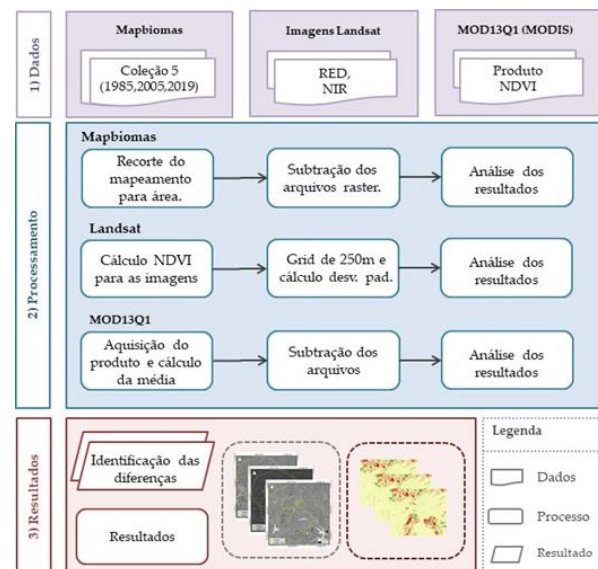 1) Dados
Mapbiomas
Coleção 5
(1985,2005,2019)
Imagens Landsat
RED,
NIR
MOD13Q1 (MODIS)
Produto
NDVI
2) Processamento
Mapbiomas
Recorte do
mapeamento
para área.
Subtração dos
arquivos raster.
Análise dos
resultados
Landsat
Cálculo NDVI
para as imagens
Grid de 250m e
cálculo desv. pad.
Análise dos
resultados
MOD13Q1
Aquisição do
produto e cálculo
da média
Subtração dos
arquivos
Análise dos
resultados
3) Resultados
Identificação das
diferenças
Resultados
Legenda
Dados
Processo
Resultado